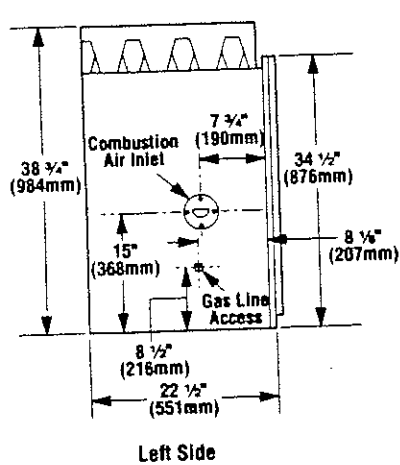 7 ¾"
(190mm)
Combustion
Air Inlet
38 ¾"
(984mm)
34 ½"
(876mm)
15"
(368mm)
8 ⅛"
(207mm)
Gas Line
Access
8 ½"
(216mm)
22 ½"
(551mm)
Left Side